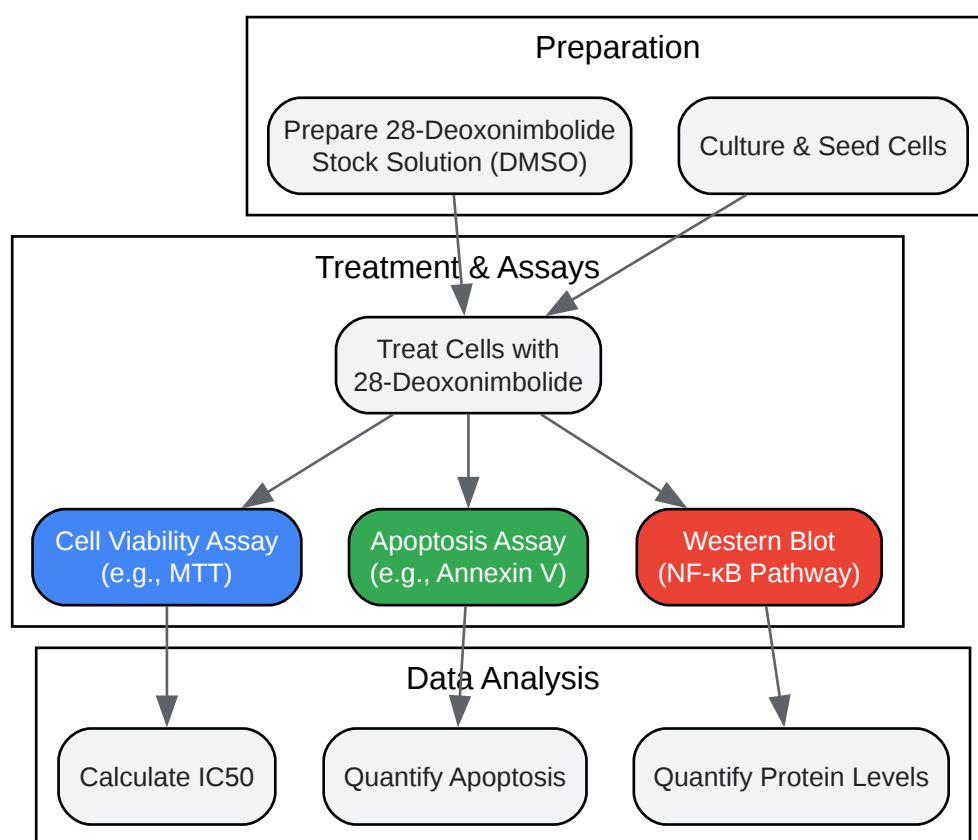 Preparation
Prepare 28-Deoxonimbolide
Stock Solution (DMSO)
Culture & Seed Cells
Treatment & Assays
Treat Cells with
28-Deoxonimbolide
Cell Viability Assay
(e.g., MTT)
Apoptosis Assay
(e.g., Annexin V)
Western Blot
(NF-κB Pathway)
Data Analysis
Calculate IC50
Quantify Apoptosis
Quantify Protein Levels